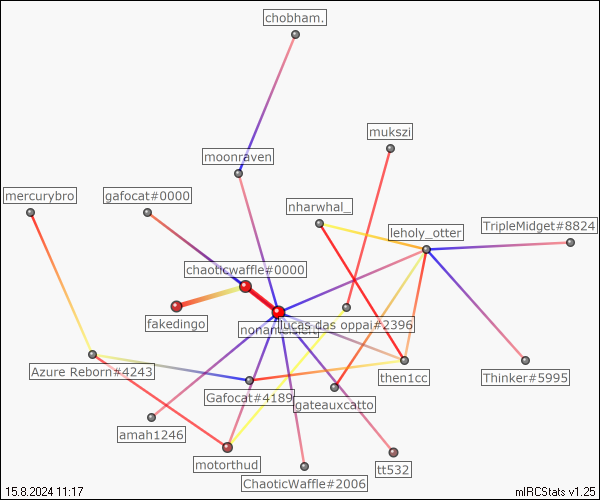 chobham.
mukszi
moonraven
mercurybro
gafocat#0000
nharwhal_
leholy_otter
TripleMidget#8824
chaoticwaffle#0000
fakedingo
lucas das oppai#2396
Azure Reborn#4243
then1cc
Thinker#5995
Gafocat#4189
gateauxcatto
amah1246
motorthud
tt532
ChaoticWaffle#2006
15.8.2024 11:17
mIRCStats v1.25